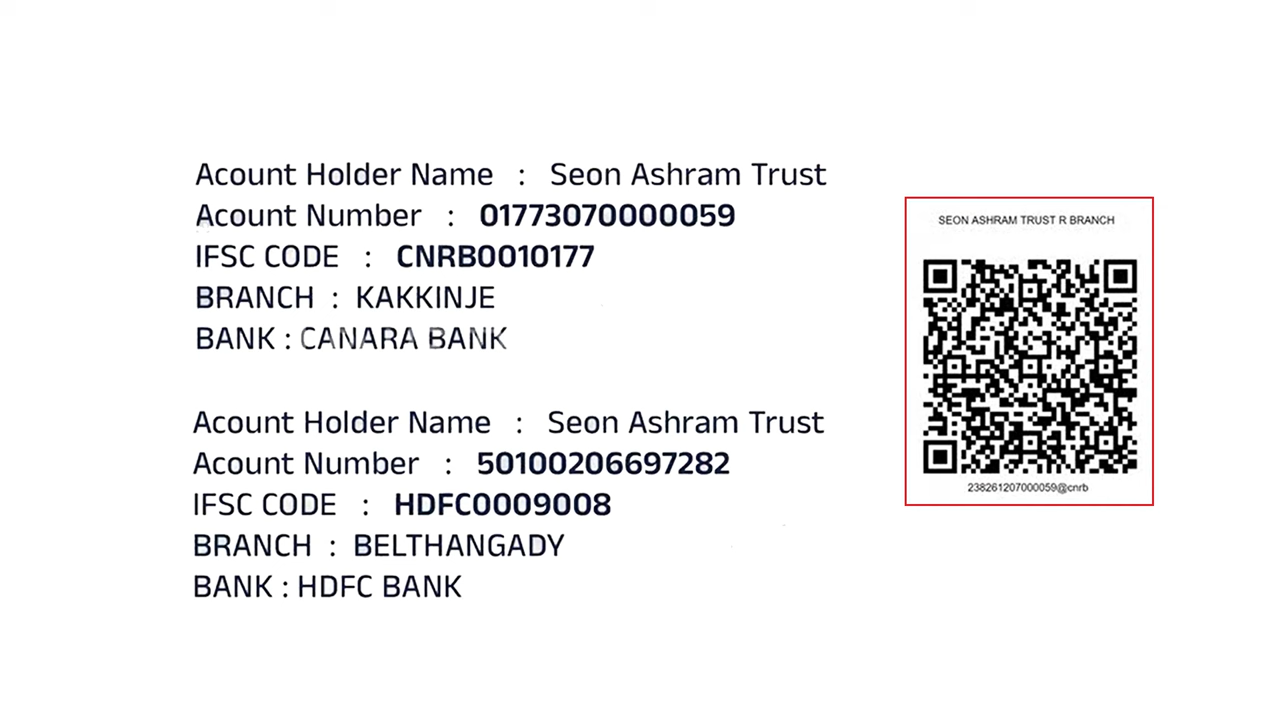 Acount Holder Name : Seon Ashram Trust
Acount Number : 01773070000059
IFSC CODE : CNRB0010177
BRANCH : KAKKINJE
BANK : CANARA BANK
Acount Holder Name : Seon Ashram Trust
Acount Number : 50100206697282
IFSC CODE : HDFC0009008
BRANCH : BELTHANGADY
BANK : HDFC BANK
SEON ASHRAM TRUST R BRANCH
238261207000059@cnrb